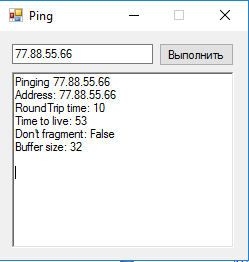 Ping
77.88.55.66
Выполнить
Pinging 77.88.55.66
Address: 77.88.55.66
RoundTrip time: 10
Time to live: 53
Don't fragment: False
Buffer size: 32